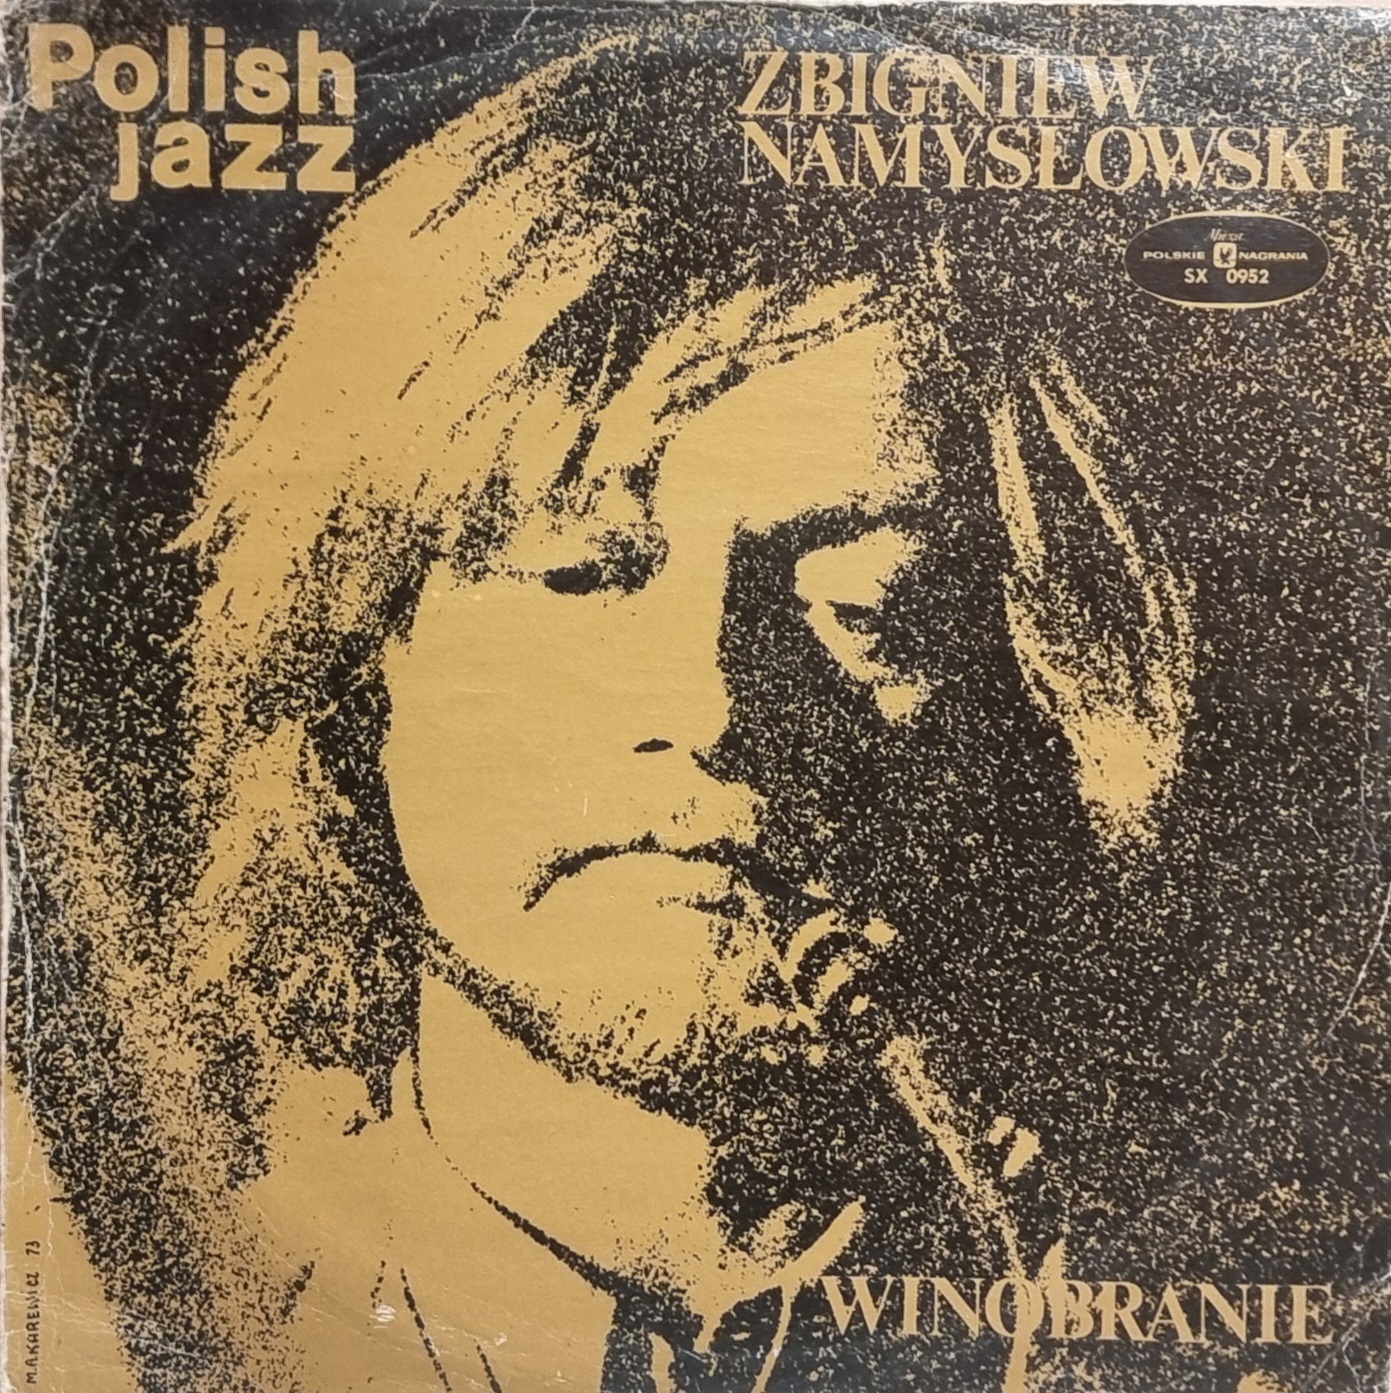 Polish
jazz
ZBIGNIEW
NAMYSŁOWSKI
POLSKIE NAGRANIA
SX 0952
WINOBRANIE
M.A.KAREWICZ 73